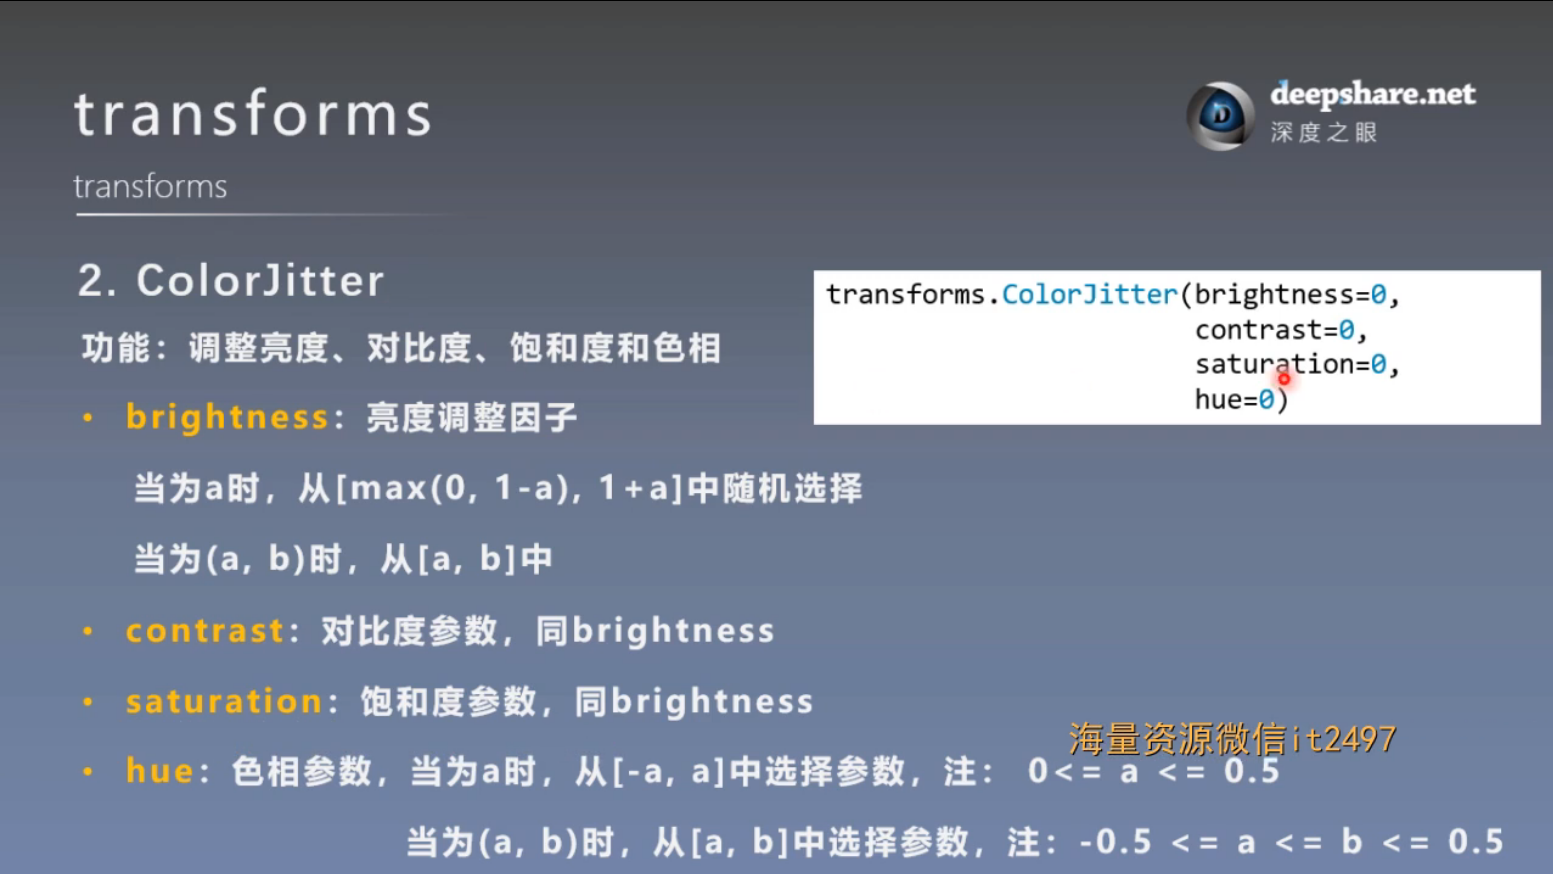 transforms
deepshare.net
深度之眼
transforms
2. ColorJitter
功能：调整亮度、对比度、饱和度和色相
transforms.ColorJitter(brightness=0,
contrast=0,
saturation=0,
hue=0)
• brightness：亮度调整因子
当为a时，从[max(0, 1-a), 1+a]中随机选择
当为(a, b)时，从[a, b]中
• contrast：对比度参数，同brightness
• saturation：饱和度参数，同brightness
海量资源微信it2497
• hue：色相参数，当为a时，从[-a, a]中选择参数，注： 0<= a <= 0.5
当为(a, b)时，从[a, b]中选择参数，注：-0.5 <= a <= b <= 0.5